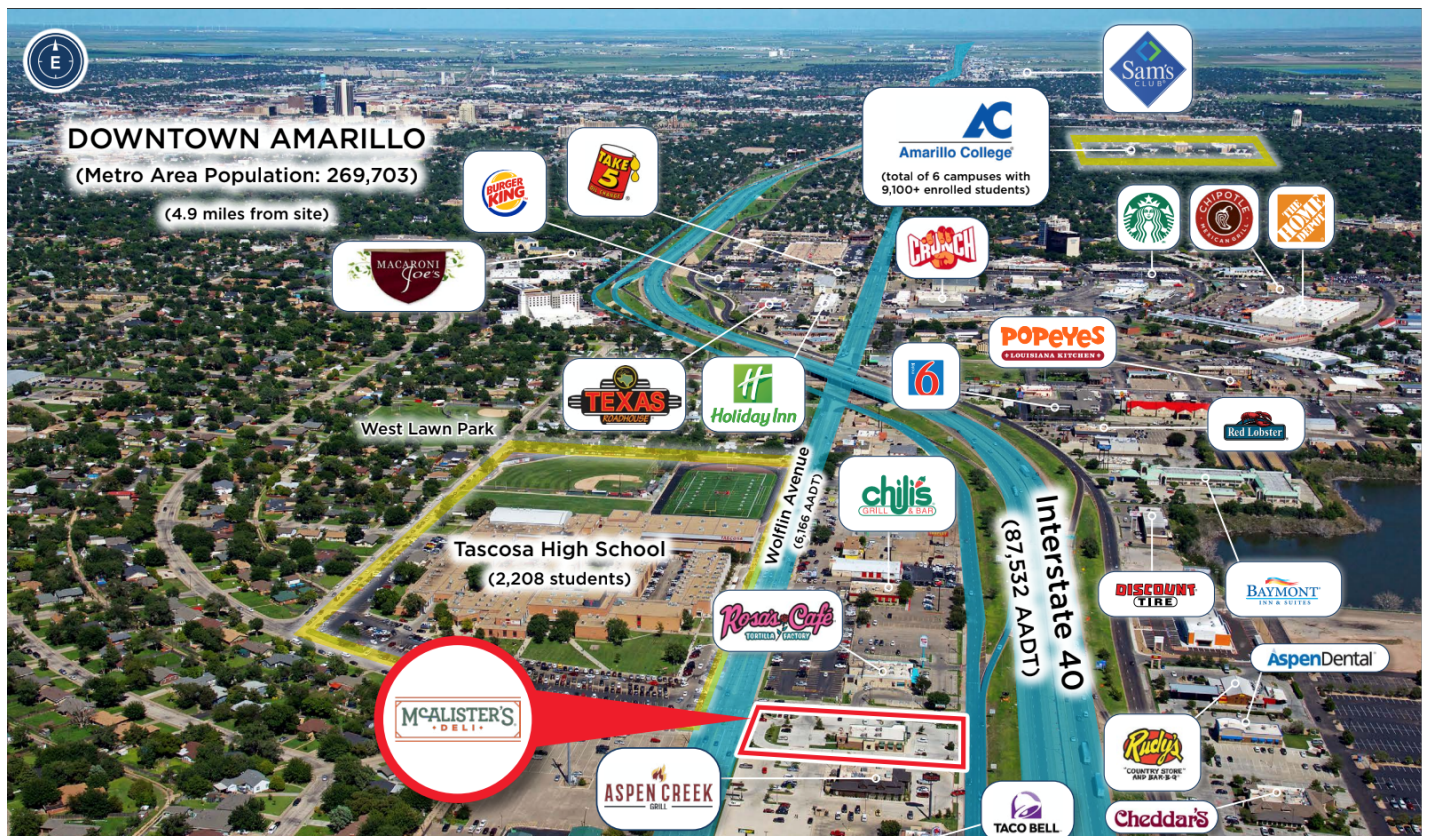 E
DOWNTOWN AMARILLO
(Metro Area Population: 269,703)
(4.9 miles from site)
Sam's
CLUB
AC
Amarillo College
(total of 6 campuses with
9,100+ enrolled students)
BURGER
KING
TAKE
5
OIL CHANGE
®
MACARONI
Joe's
CRUNCH
CHIPOTLE
MEXICAN GRILL
THE
HOME
DEPOT
POPEYES
LOUISIANA KITCHEN
TEXAS
ROADHOUSE
H
Holiday Inn
6
Red Lobster
West Lawn Park
Wolflin Avenue
(6,166 AADT)
chili's
GRILL & BAR
Interstate 40
(87,532 AADT)
TASCOSA
Tascosa High School
(2,208 students)
DISCOUNT
TIRE
BAYMONT
INN & SUITES
Rosa's Café
TORTILLA FACTORY
AspenDental®
McALISTER'S
DELI
Rudy's
"COUNTRY STORE"
AND BAR-B-Q
ASPEN CREEK
GRILL
TACO BELL
CheddaR'S